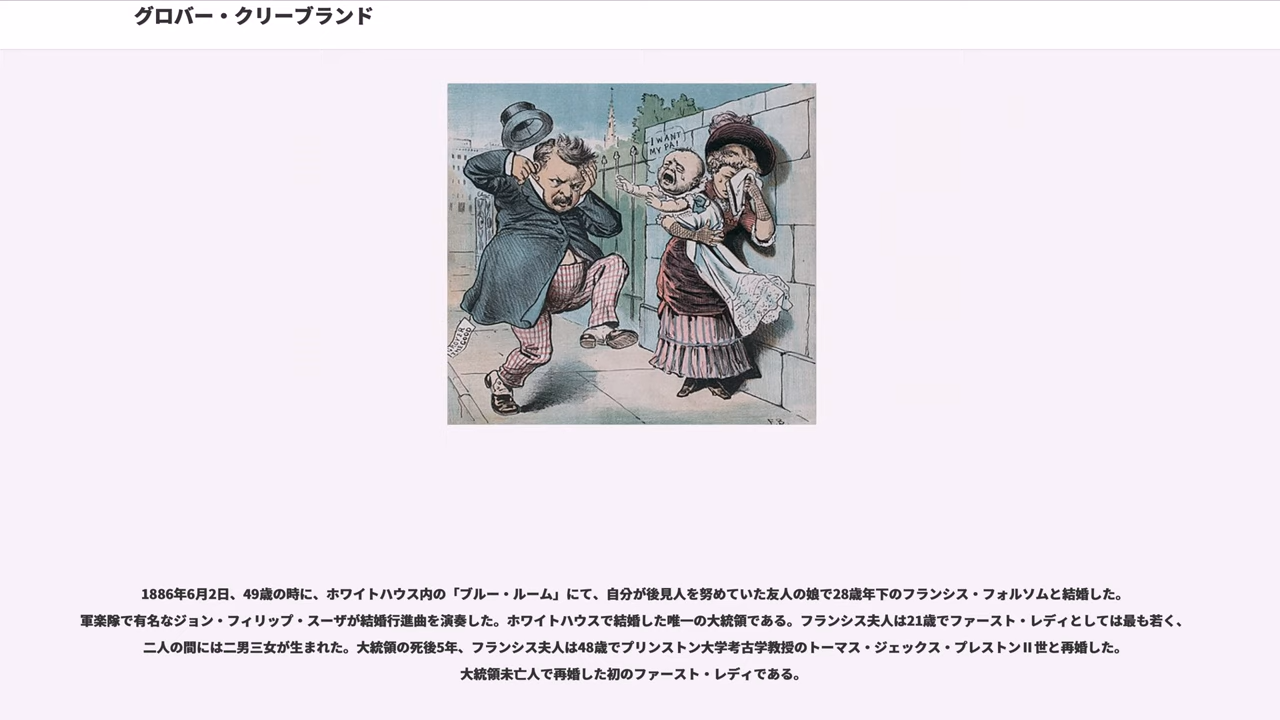 グロバー・クリーブランド
I WANT
MY PA!
1886年6月2日、49歳の時に、ホワイトハウス内の「ブルー・ルーム」にて、自分が後見人を努めていた友人の娘で28歳年下のフランシス・フォルソムと結婚した。
軍楽隊で有名なジョン・フィリップ・スーザが結婚行進曲を演奏した。ホワイトハウスで結婚した唯一の大統領である。フランシス夫人は21歳でファースト・レディとしては最も若く、
二人の間には二男三女が生まれた。大統領の死後5年、フランシス夫人は48歳でプリンストン大学考古学教授のトーマス・ジェックス・プレストンⅡ世と再婚した。
大統領未亡人で再婚した初のファースト・レディである。